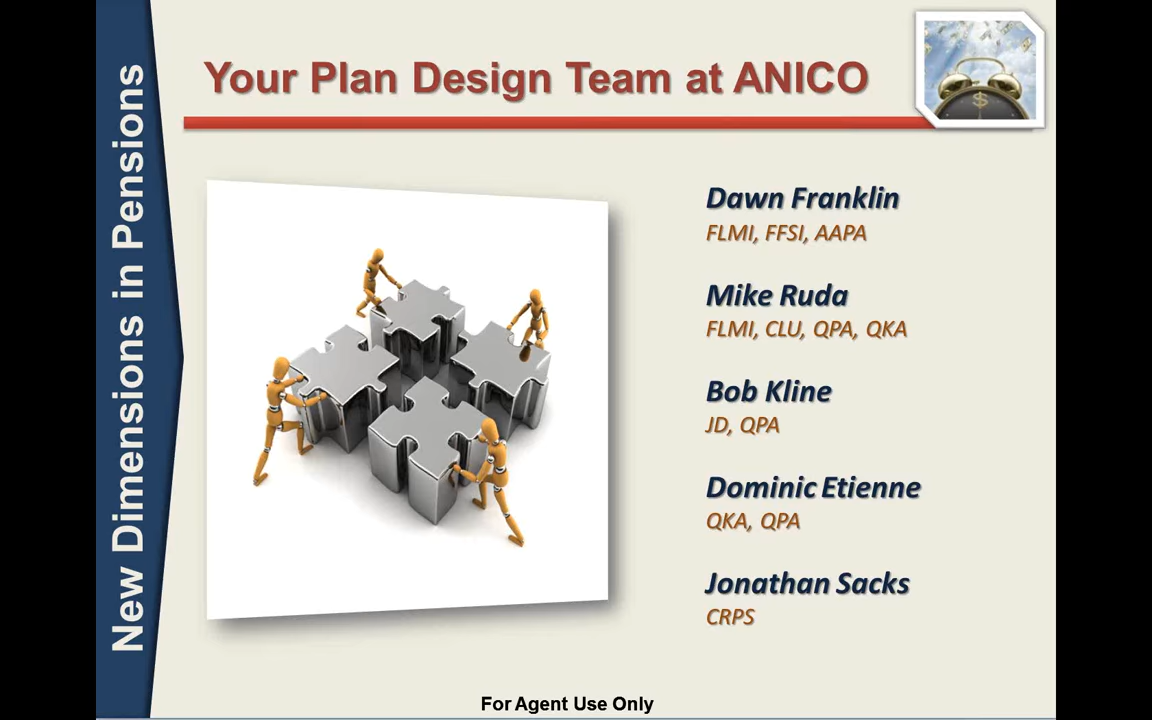 New Dimensions in Pensions
Your Plan Design Team at ANICO
$
Dawn Franklin
FLMI, FFSI, AAPA
Mike Ruda
FLMI, CLU, QPA, QKA
Bob Kline
JD, QPA
Dominic Etienne
QKA, QPA
Jonathan Sacks
CRPS
For Agent Use Only